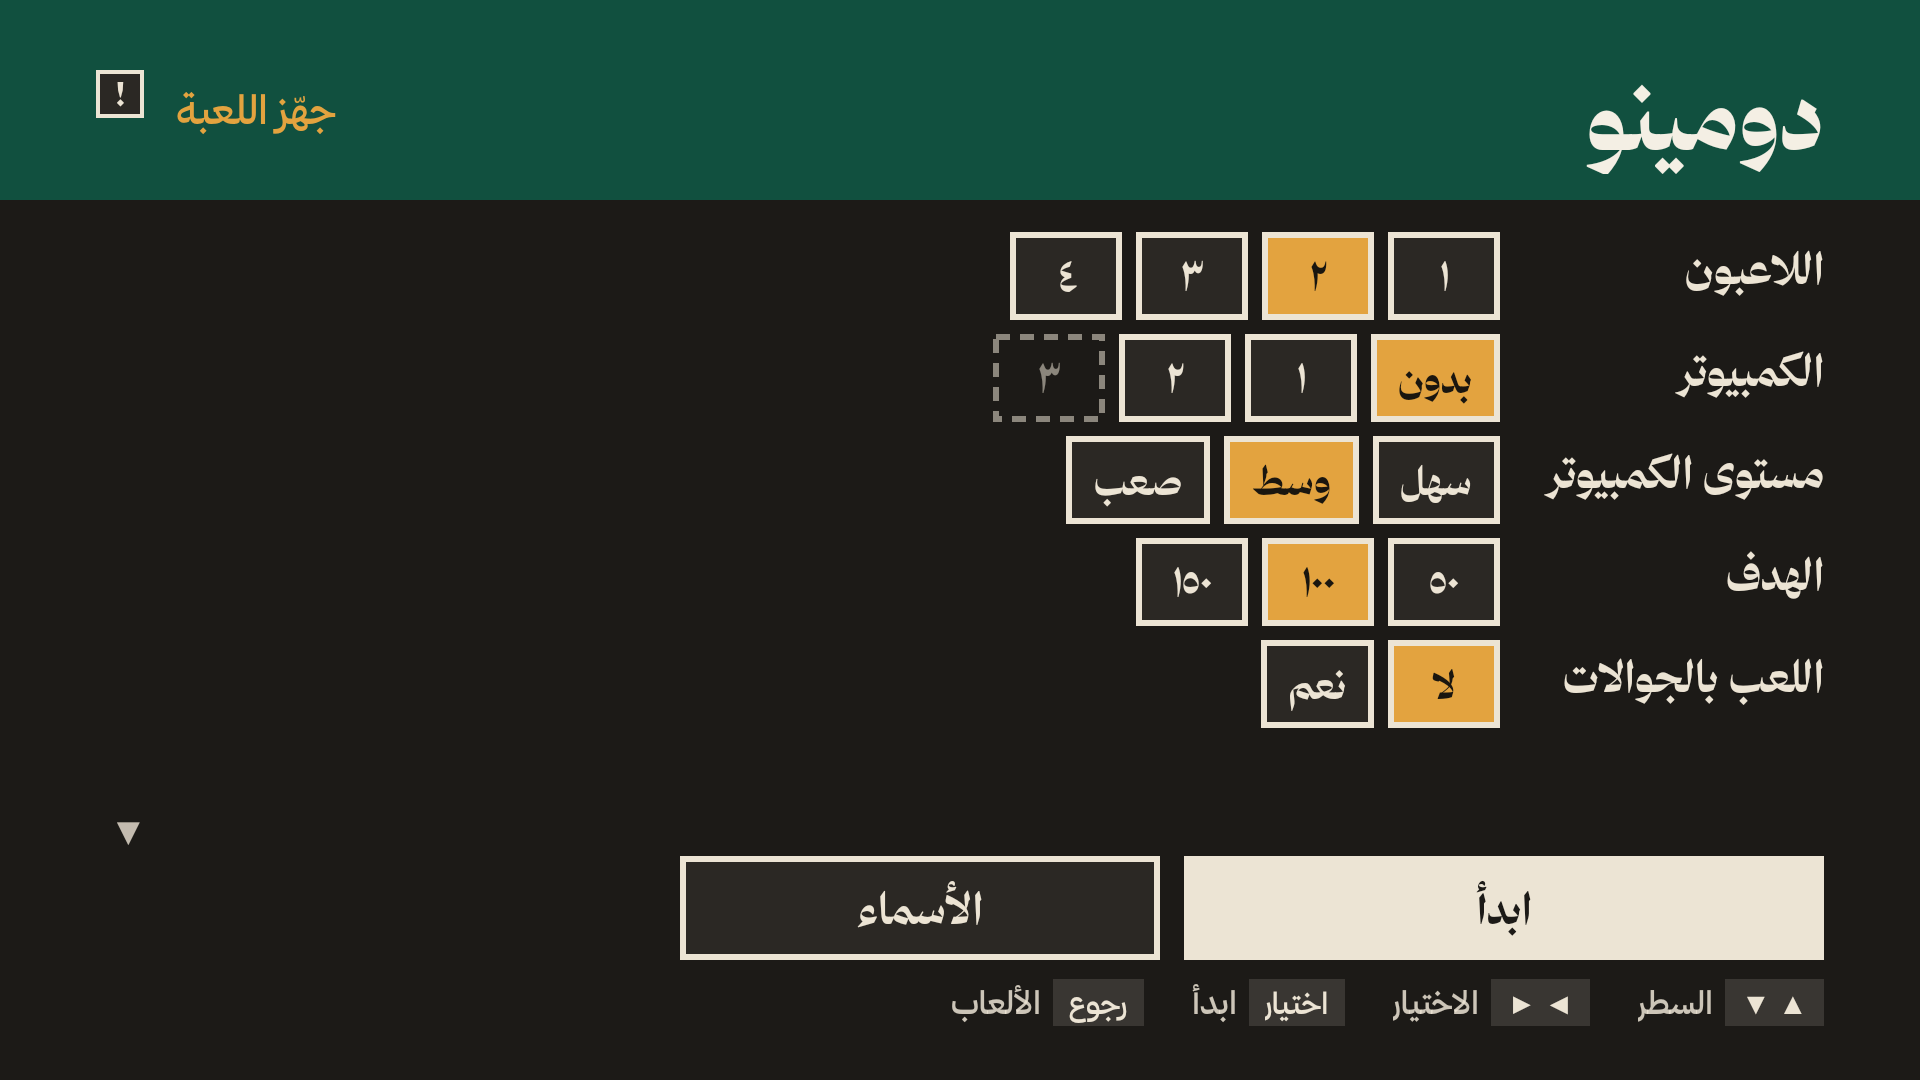 دومينو
جهّز اللعبة !
اللاعبون ١ ٢ ٣ ٤
الكمبيوتر بدون ١ ٢ ٣
مستوى الكمبيوتر سهل وسط صعب
الهدف ٥٠ ١٠٠ ١٥٠
اللعب بالجوالات لا نعم
▼
ابدأ الأسماء
▲ ▼ السطر ◀ ▶ الاختيار اختيار ابدأ رجوع الألعاب